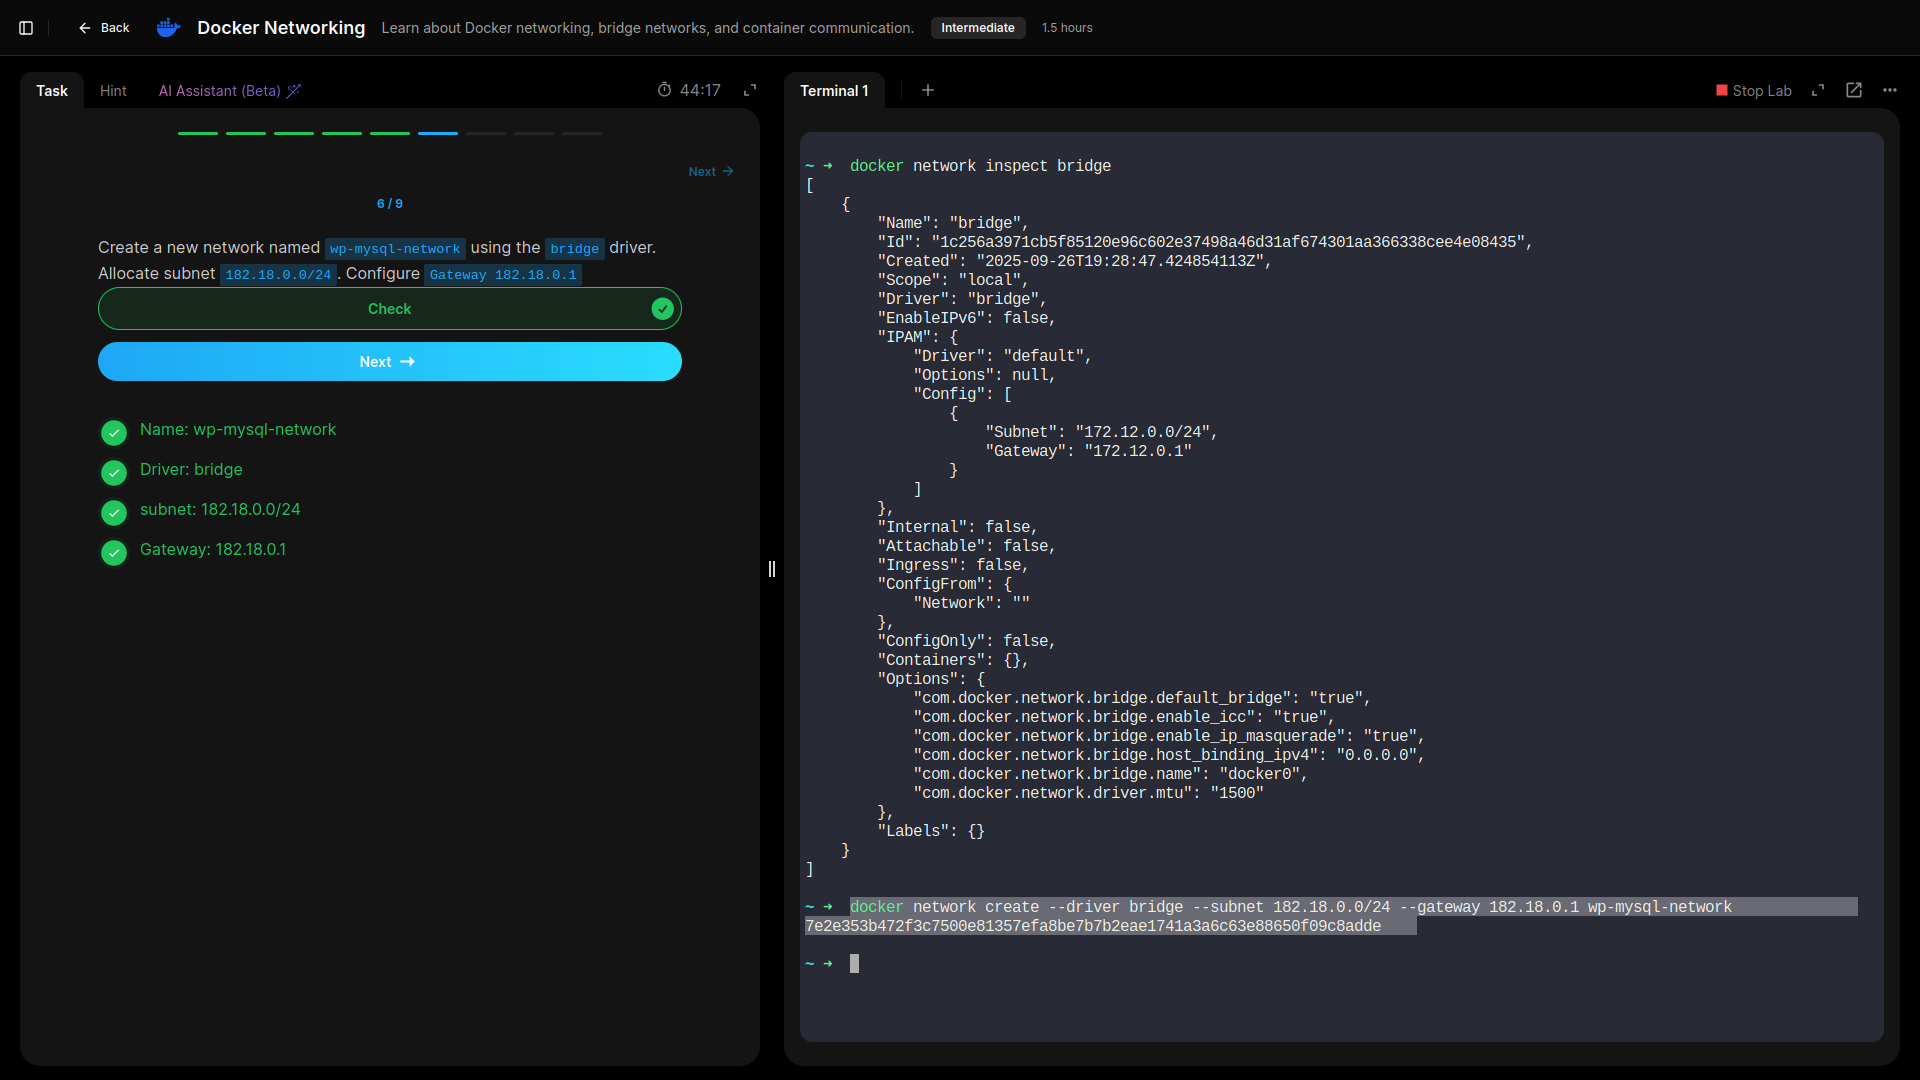 Back
Docker Networking
Learn about Docker networking, bridge networks, and container communication.
Intermediate
1.5 hours
Task
Hint
AI Assistant (Beta)
44:17
Next →
6 / 9
Create a new network named wp-mysql-network using the bridge driver.
Allocate subnet 182.18.0.0/24. Configure Gateway 182.18.0.1
Check
Next →
Name: wp-mysql-network
Driver: bridge
subnet: 182.18.0.0/24
Gateway: 182.18.0.1
Terminal 1
+
Stop Lab
~ ➜  docker network inspect bridge
[
    {
        "Name": "bridge",
        "Id": "1c256a3971cb5f85120e96c602e37498a46d31af674301aa366338cee4e08435",
        "Created": "2025-09-26T19:28:47.424854113Z",
        "Scope": "local",
        "Driver": "bridge",
        "EnableIPv6": false,
        "IPAM": {
            "Driver": "default",
            "Options": null,
            "Config": [
                {
                    "Subnet": "172.12.0.0/24",
                    "Gateway": "172.12.0.1"
                }
            ]
        },
        "Internal": false,
        "Attachable": false,
        "Ingress": false,
        "ConfigFrom": {
            "Network": ""
        },
        "ConfigOnly": false,
        "Containers": {},
        "Options": {
            "com.docker.network.bridge.default_bridge": "true",
            "com.docker.network.bridge.enable_icc": "true",
            "com.docker.network.bridge.enable_ip_masquerade": "true",
            "com.docker.network.bridge.host_binding_ipv4": "0.0.0.0",
            "com.docker.network.bridge.name": "docker0",
            "com.docker.network.driver.mtu": "1500"
        },
        "Labels": {}
    }
]
~ ➜  docker network create --driver bridge --subnet 182.18.0.0/24 --gateway 182.18.0.1 wp-mysql-network
7e2e353b472f3c7500e81357efa8be7b7b2eae1741a3a6c63e88650f09c8adde
~ ➜